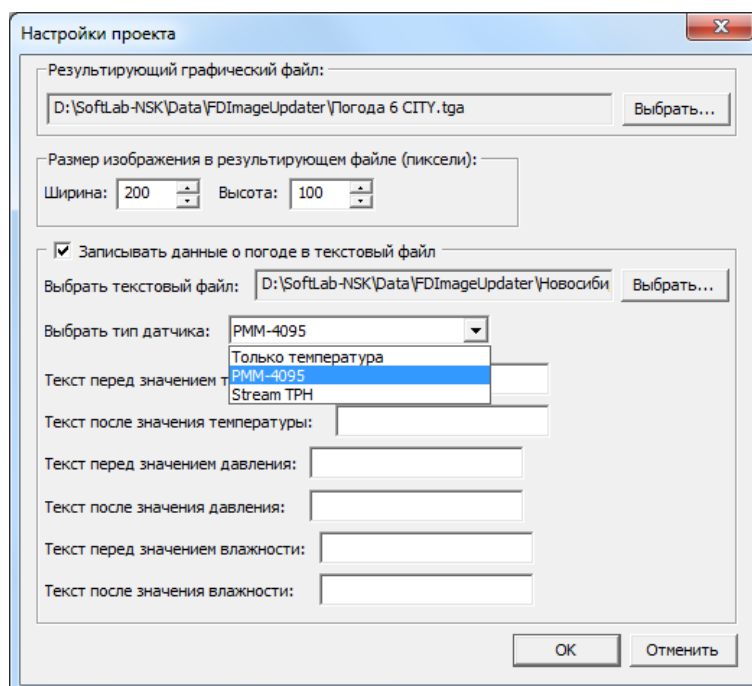 Настройки проекта
Результирующий графический файл:
D:\SoftLab-NSK\Data\FDImageUpdater\Погода 6 CITY.tga
Выбрать...
Размер изображения в результирующем файле (пиксели):
Ширина: 200 Высота: 100
Записывать данные о погоде в текстовый файл
Выбрать текстовый файл: D:\SoftLab-NSK\Data\FDImageUpdater\Новосиби Выбрать...
Выбрать тип датчика: PMM-4095
Только температура
PMM-4095
Stream TPH
Текст перед значением т
Текст после значения температуры:
Текст перед значением давления:
Текст после значения давления:
Текст перед значением влажности:
Текст после значения влажности:
OK Отменить